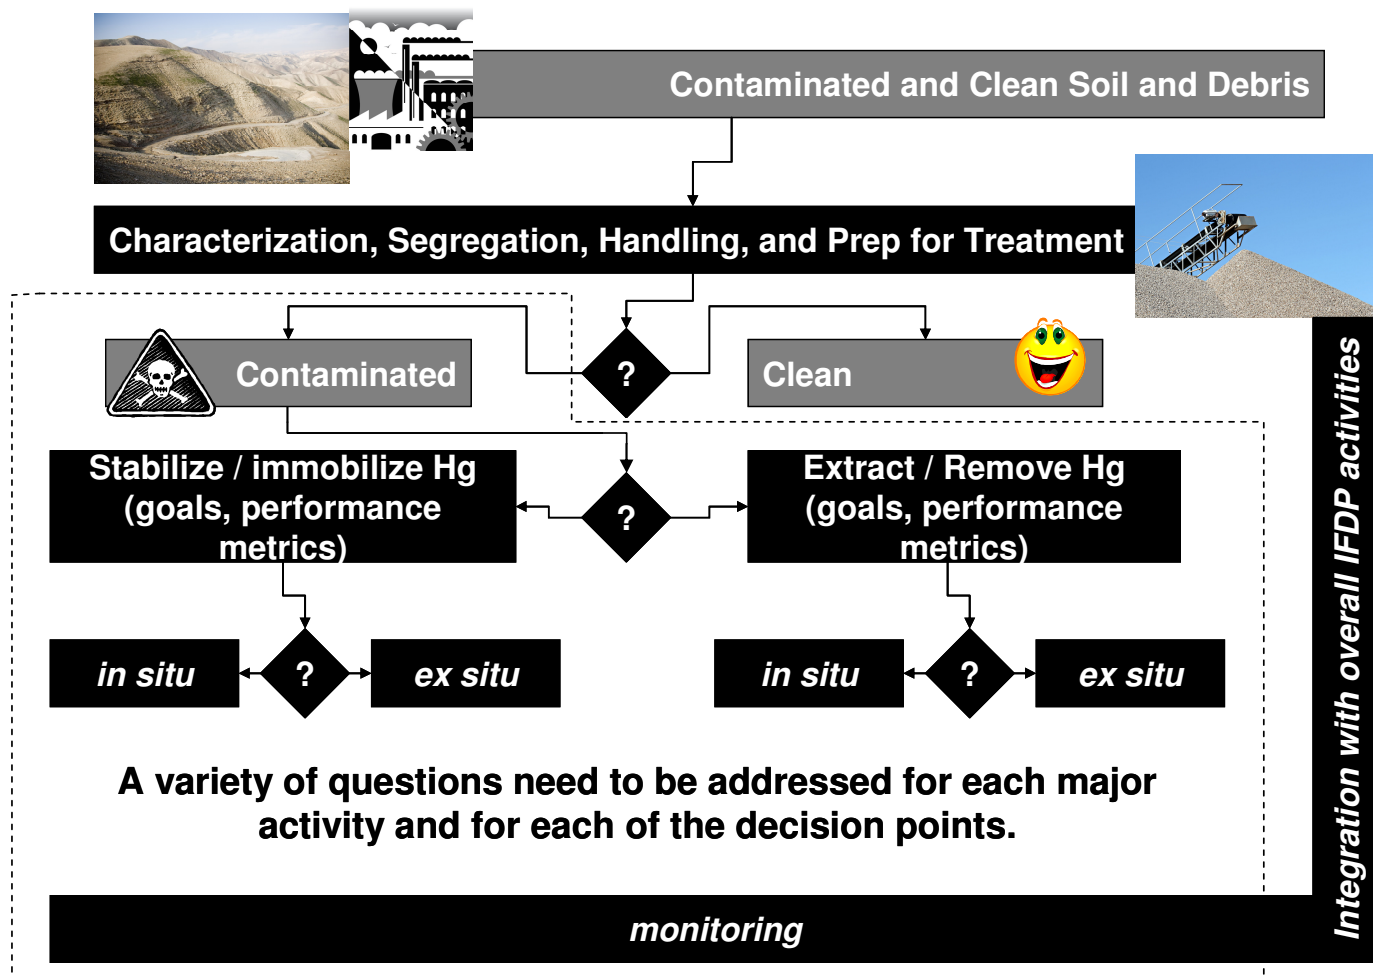 Contaminated and Clean Soil and Debris
Characterization, Segregation, Handling, and Prep for Treatment
?
Contaminated
Clean
Stabilize / immobilize Hg
(goals, performance
metrics)
?
Extract / Remove Hg
(goals, performance
metrics)
in situ
?
ex situ
in situ
?
ex situ
A variety of questions need to be addressed for each major
activity and for each of the decision points.
monitoring
Integration with overall IFDP activities